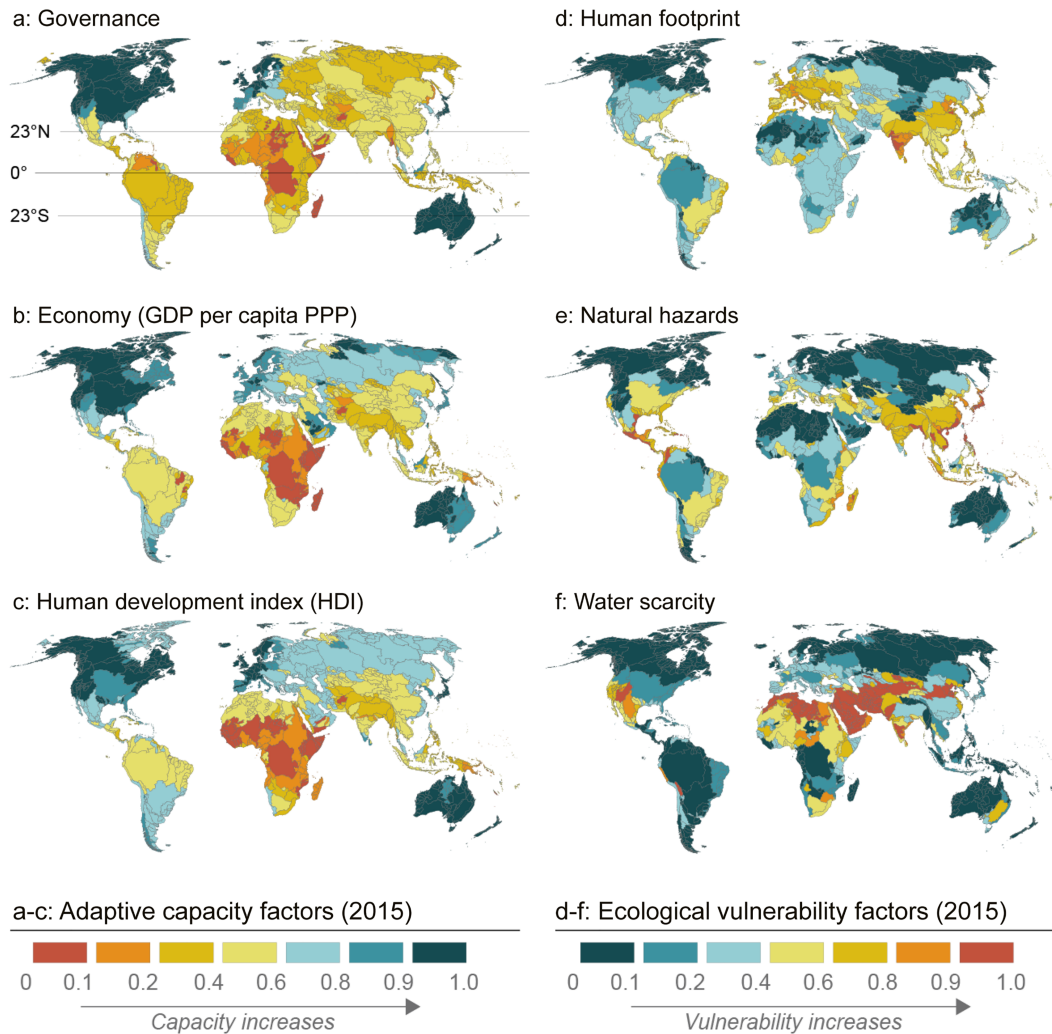 a: Governance
23°N
0°
23°S
b: Economy (GDP per capita PPP)
c: Human development index (HDI)
a-c: Adaptive capacity factors (2015)
0 0.1 0.2 0.4 0.6 0.8 0.9 1.0
Capacity increases
d: Human footprint
e: Natural hazards
f: Water scarcity
d-f: Ecological vulnerability factors (2015)
0 0.1 0.2 0.4 0.6 0.8 0.9 1.0
Vulnerability increases